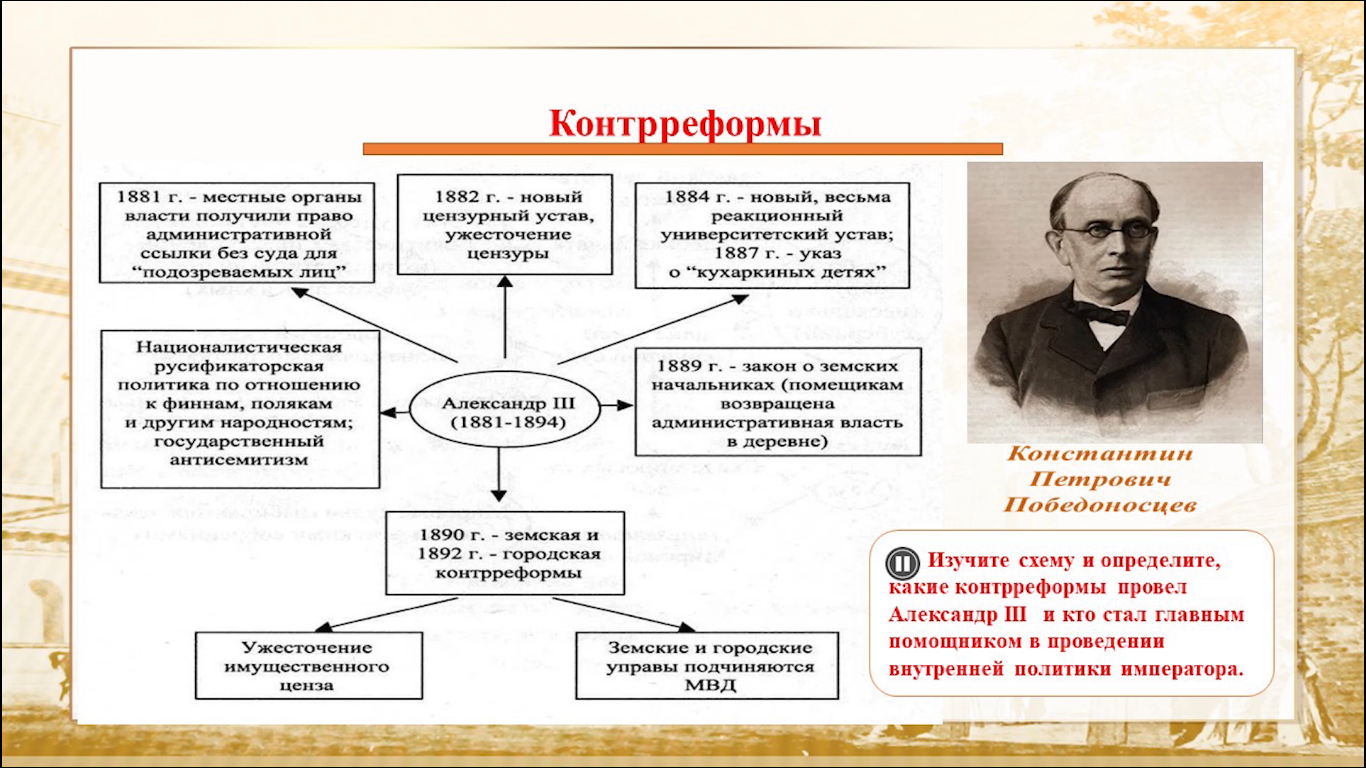 Контрреформы
1881 г. - местные органы
власти получили право
административной
ссылки без суда для
“подозреваемых лиц”
1882 г. - новый
цензурный устав,
ужесточение
цензуры
1884 г. - новый, весьма
реакционный
университетский устав;
1887 г. - указ
о “кухаркиных детях”
Националистическая
русификаторская
политика по отношению
к финнам, полякам
и другим народностям;
государственный
антисемитизм
Александр III
(1881-1894)
1889 г. - закон о земских
начальниках (помещикам
возвращена
административная власть
в деревне)
1890 г. - земская и
1892 г. - городская
контрреформы
Ужесточение
имущественного
ценза
Земские и городские
управы подчиняются
МВД
Константин
Петрович
Победоносцев
Изучите схему и определите,
какие контрреформы провел
Александр III и кто стал главным
помощником в проведении
внутренней политики императора.